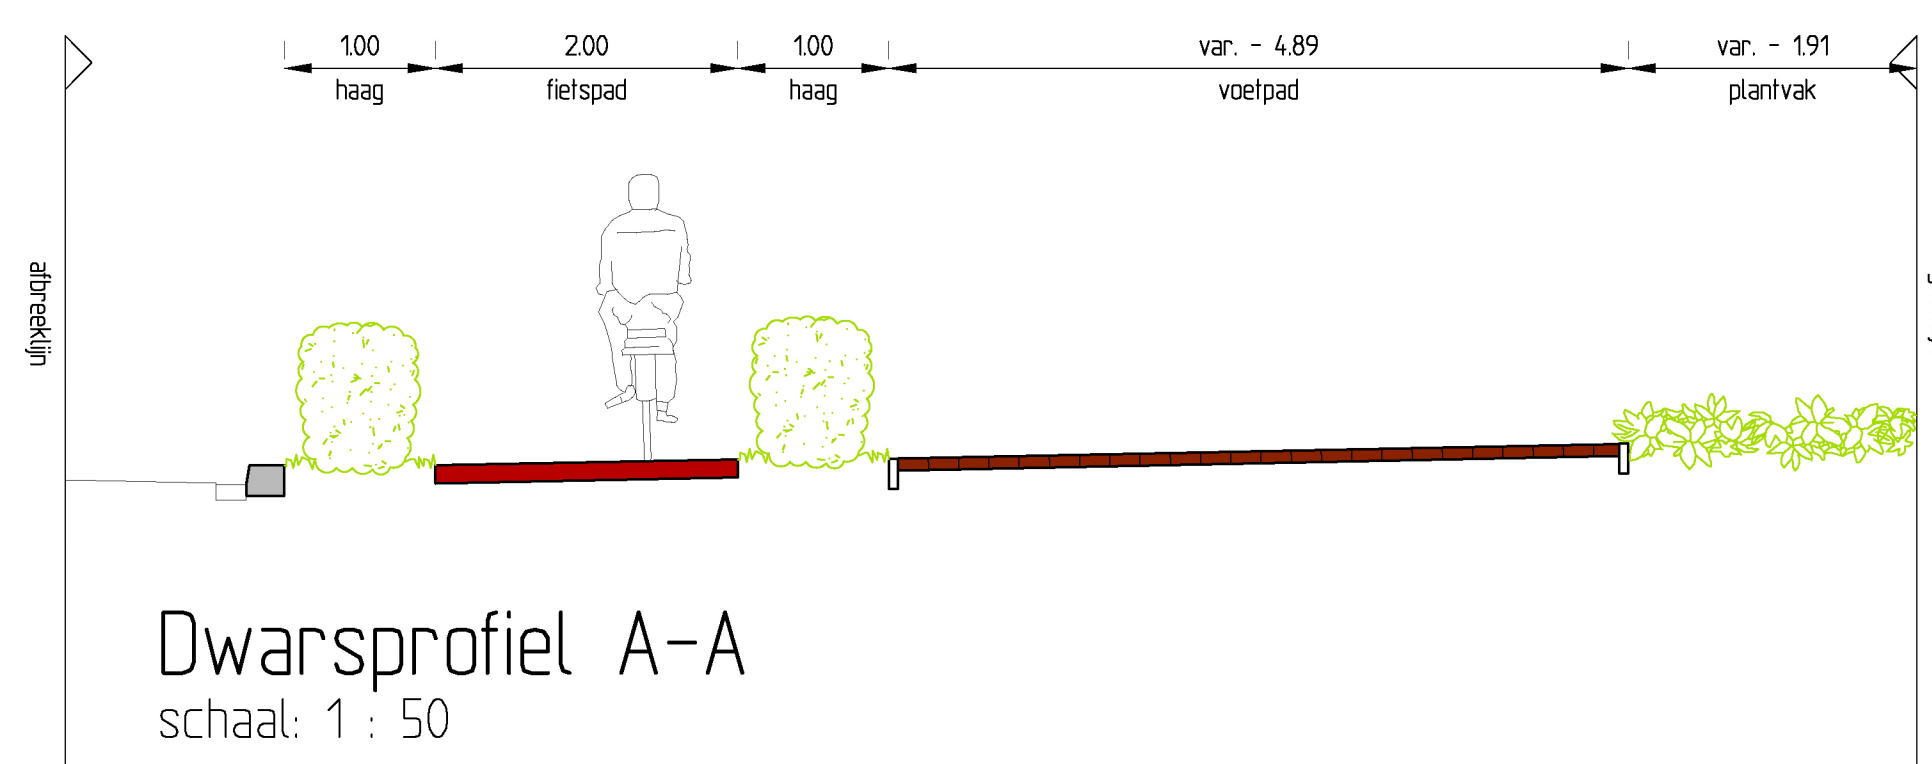 1.00 2.00 1.00 var. - 4.89 var. - 1.91
haag fietspad haag voetpad plantvak
afbreeklijn
Dwarsprofiel A-A
schaal: 1 : 50